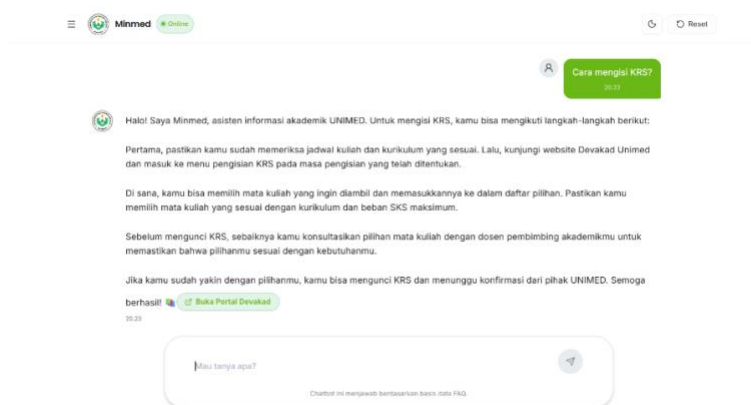 Minmed
Online
Reset
Cara mengisi KRS?
20.23
Halo! Saya Minmed, asisten informasi akademik UNIMED. Untuk mengisi KRS, kamu bisa mengikuti langkah-langkah berikut:
Pertama, pastikan kamu sudah memeriksa jadwal kuliah dan kurikulum yang sesuai. Lalu, kunjungi website Devakad Unimed
dan masuk ke menu pengisian KRS pada masa pengisian yang telah ditentukan.
Di sana, kamu bisa memilih mata kuliah yang ingin diambil dan memasukkannya ke dalam daftar pilihan. Pastikan kamu
memilih mata kuliah yang sesuai dengan kurikulum dan beban SKS maksimum.
Sebelum mengunci KRS, sebaiknya kamu konsultasikan pilihan mata kuliah dengan dosen pembimbing akademikmu untuk
memastikan bahwa pilihanmu sesuai dengan kebutuhanmu.
Jika kamu sudah yakin dengan pilihanmu, kamu bisa mengunci KRS dan menunggu konfirmasi dari pihak UNIMED. Semoga
berhasil! Buka Portal Devakad
20.23
Mau tanya apa?
Chatbot ini menjawab berdasarkan basis data FAQ.